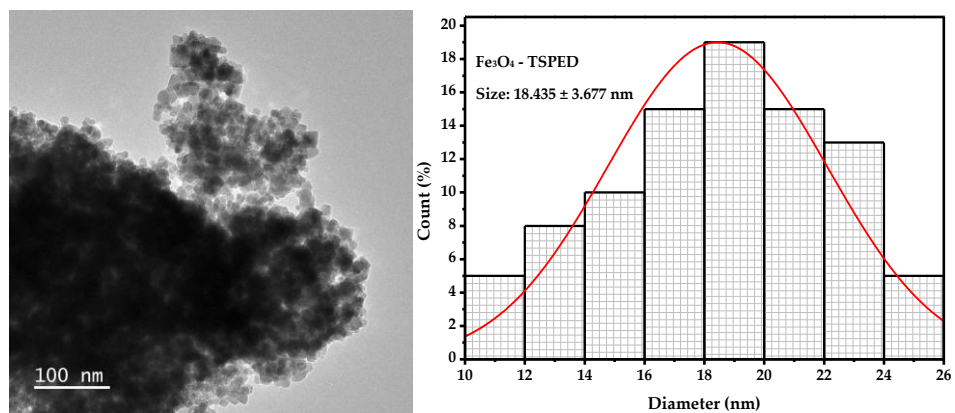 100 nm
Fe₃O₄ - TSPED
Size: 18.435 ± 3.677 nm
Count (%)
20
18
16
14
12
10
8
6
4
2
0
10 12 14 16 18 20 22 24 26
Diameter (nm)